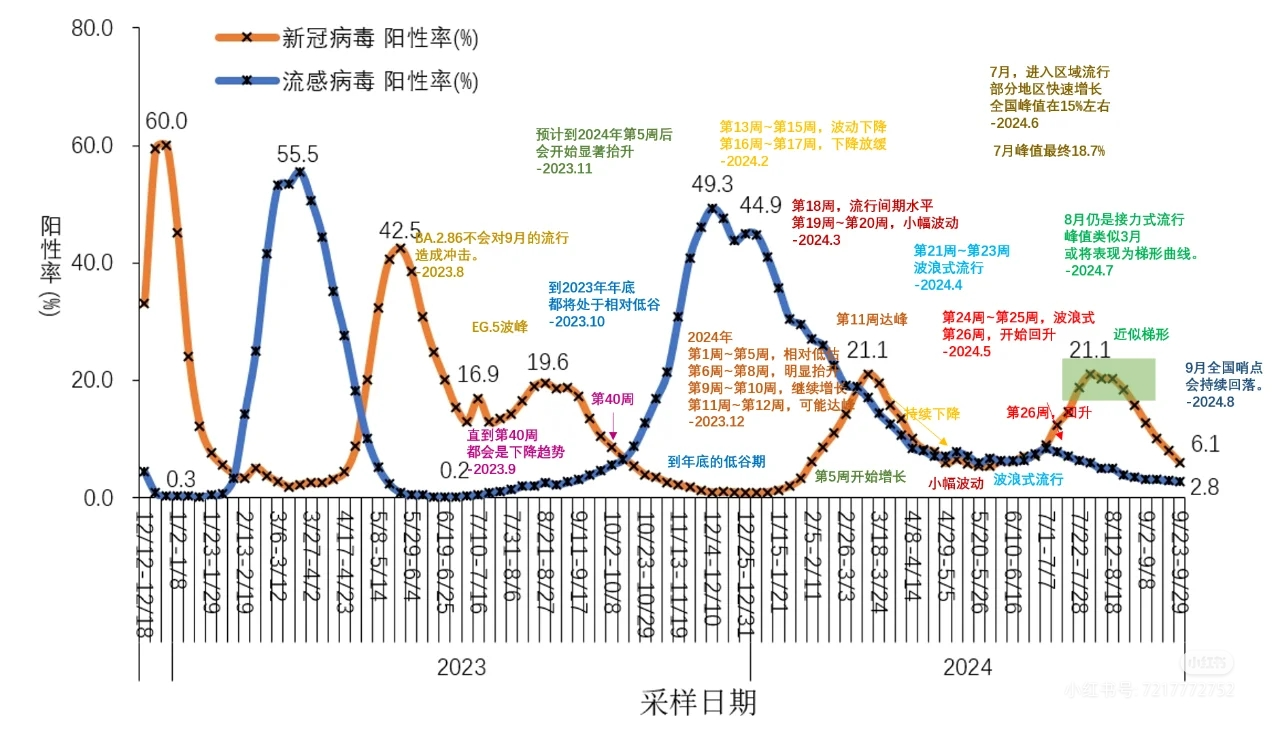 80.0
60.0
40.0
20.0
0.0
阳性率(%)
新冠病毒 阳性率(%)
流感病毒 阳性率(%)
60.0
0.3
55.5
42.5
BA.2.86不会对9月的流行
造成冲击。
-2023.8
16.9
EG.5波峰
19.6
0.2
直到第40周
都会是下降趋势
-2023.9
第40周
预计到2024年第5周后
会开始显著抬升
-2023.11
到2023年年底
都将处于相对低谷
-2023.10
到年底的低谷期
49.3
44.9
第13周~第15周，波动下降
第16周~第17周，下降放缓
-2024.2
2024年
第1周~第5周，相对低估
第6周~第8周，明显抬升
第9周~第10周，继续增长
第11周~第12周，可能达峰
-2023.12
第18周，流行间期水平
第19周~第20周，小幅波动
-2024.3
第11周达峰
21.1
第5周开始增长
持续下降
第21周~第23周
波浪式流行
-2024.4
第24周~第25周，波浪式
第26周，开始回升
-2024.5
小幅波动
波浪式流行
第26周，回升
7月，进入区域流行
部分地区快速增长
全国峰值在15%左右
-2024.6
7月峰值最终18.7%
8月仍是接力式流行
峰值类似3月
或将表现为梯形曲线。
-2024.7
近似梯形
21.1
9月全国哨点
会持续回落。
-2024.8
6.1
2.8
12/12-12/18
1/2-1/8
1/23-1/29
2/13-2/19
3/6-3/12
3/27-4/2
4/17-4/23
5/8-5/14
5/29-6/4
6/19-6/25
7/10-7/16
7/31-8/6
8/21-8/27
9/11-9/17
10/2-10/8
10/23-10/29
11/13-11/19
12/4-12/10
12/25-12/31
1/15-1/21
2/5-2/11
2/26-3/3
3/18-3/24
4/8-4/14
4/29-5/5
5/20-5/26
6/10-6/16
7/1-7/7
7/22-7/28
8/12-8/18
9/2-9/8
9/23-9/29
2023
2024
采样日期
小红书
小红书号: 7217772752